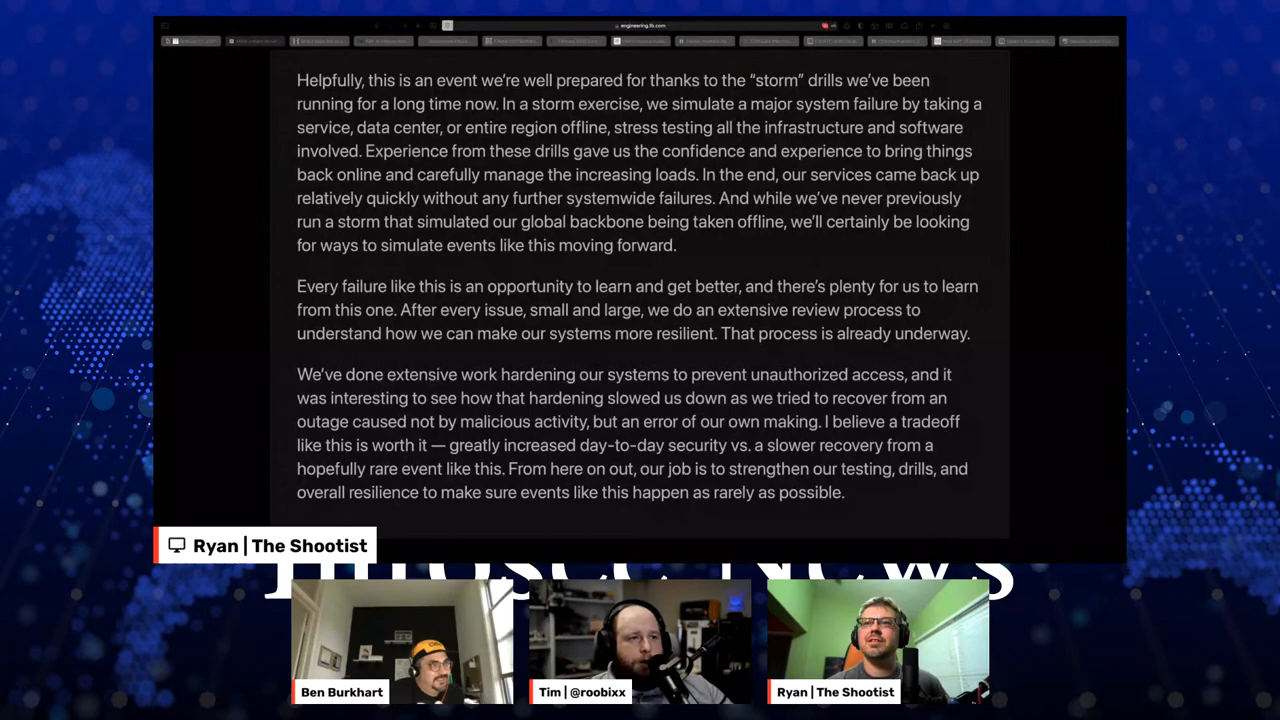 engineering.fb.com
Helpfully, this is an event we’re well prepared for thanks to the “storm” drills we’ve been
running for a long time now. In a storm exercise, we simulate a major system failure by taking a
service, data center, or entire region offline, stress testing all the infrastructure and software
involved. Experience from these drills gave us the confidence and experience to bring things
back online and carefully manage the increasing loads. In the end, our services came back up
relatively quickly without any further systemwide failures. And while we’ve never previously
run a storm that simulated our global backbone being taken offline, we’ll certainly be looking
for ways to simulate events like this moving forward.
Every failure like this is an opportunity to learn and get better, and there’s plenty for us to learn
from this one. After every issue, small and large, we do an extensive review process to
understand how we can make our systems more resilient. That process is already underway.
We’ve done extensive work hardening our systems to prevent unauthorized access, and it
was interesting to see how that hardening slowed us down as we tried to recover from an
outage caused not by malicious activity, but an error of our own making. I believe a tradeoff
like this is worth it — greatly increased day-to-day security vs. a slower recovery from a
hopefully rare event like this. From here on out, our job is to strengthen our testing, drills, and
overall resilience to make sure events like this happen as rarely as possible.
Ryan | The Shootist
News
Ben Burkhart
Tim | @roobixx
Ryan | The Shootist